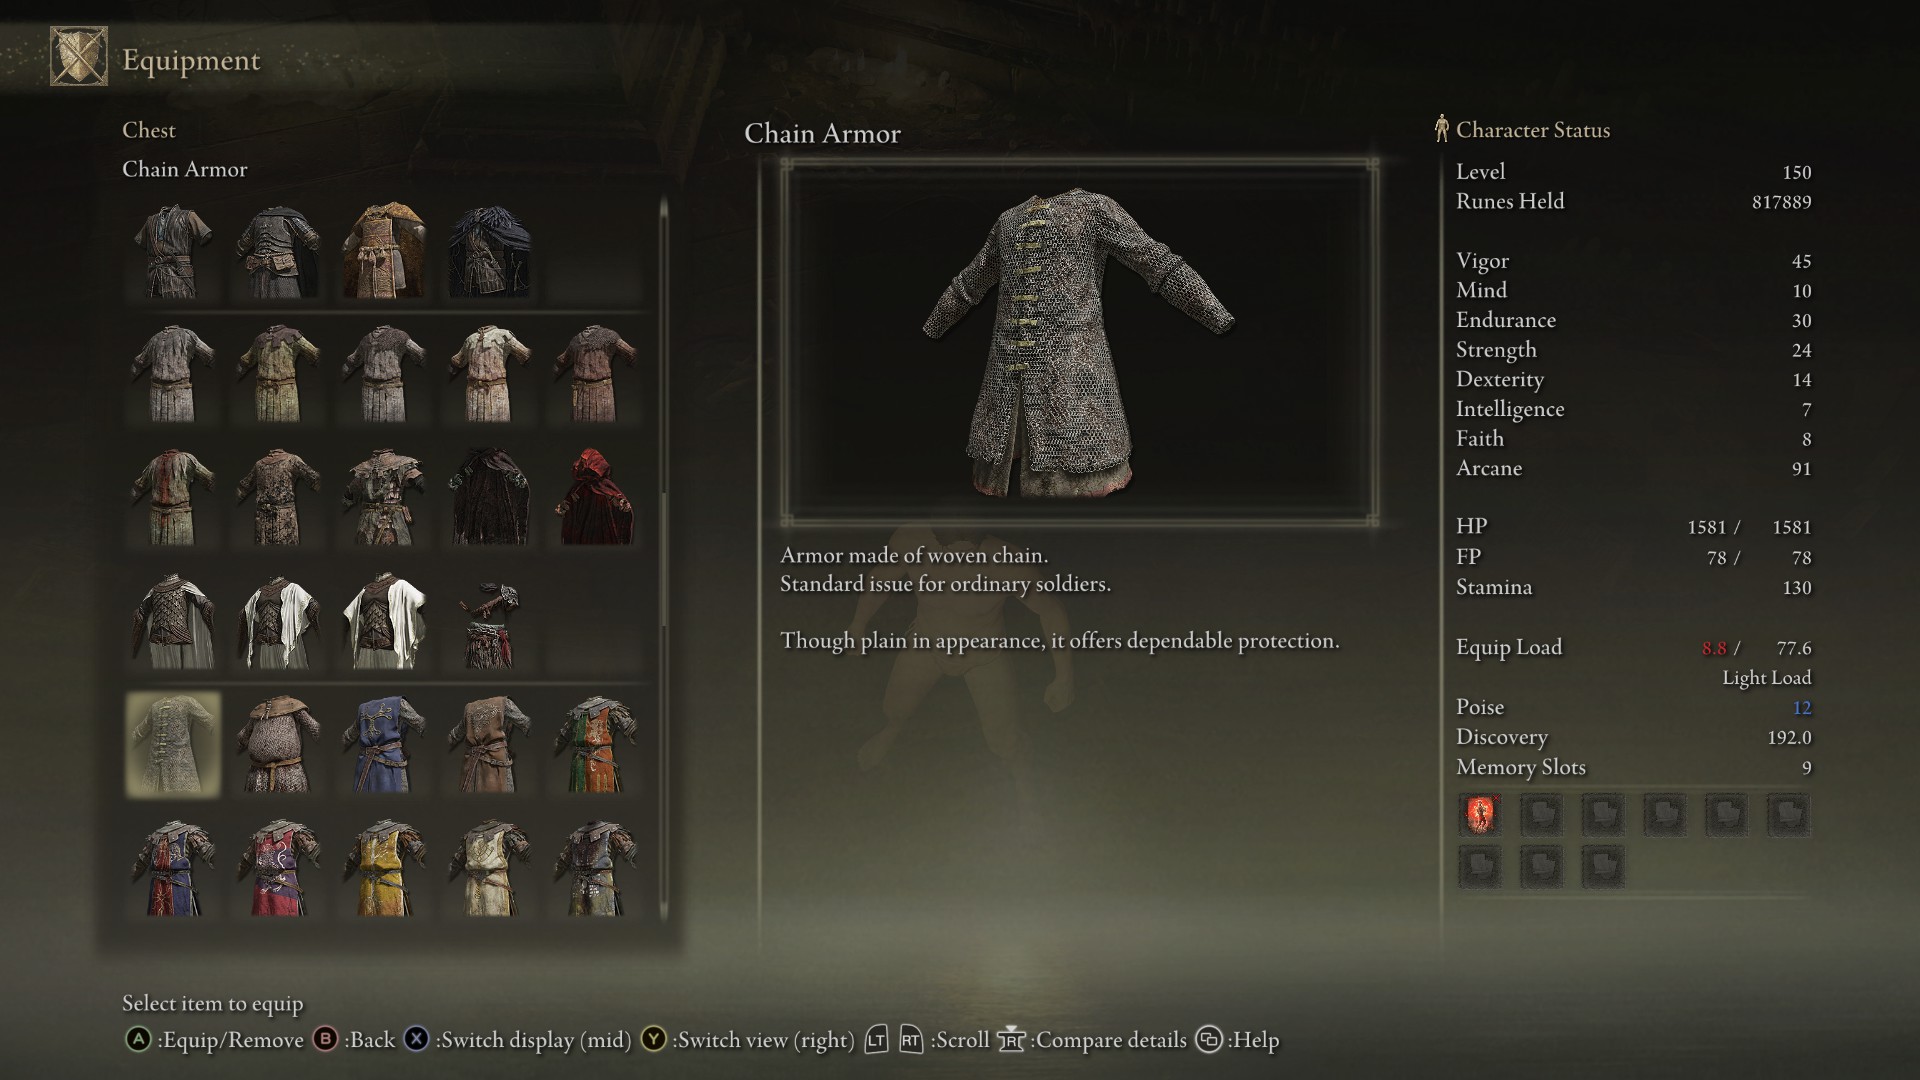 Equipment
Chest
Chain Armor
Chain Armor
Armor made of woven chain.
Standard issue for ordinary soldiers.
Though plain in appearance, it offers dependable protection.
Character Status
Level 150
Runes Held 817889
Vigor 45
Mind 10
Endurance 30
Strength 24
Dexterity 14
Intelligence 7
Faith 8
Arcane 91
HP 1581 / 1581
FP 78 / 78
Stamina 130
Equip Load 8.8 / 77.6
Light Load
Poise 12
Discovery 192.0
Memory Slots 9
Select item to equip
A :Equip/Remove B :Back X :Switch display (mid) Y :Switch view (right) LT RT :Scroll R :Compare details :Help